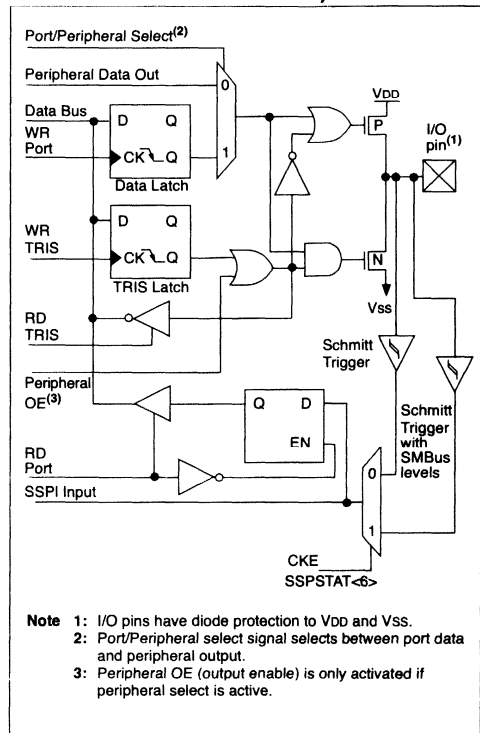 Port/Peripheral Select(2)
Peripheral Data Out
Data Bus
WR
Port
D Q
CK Q
Data Latch
0
1
VDD
P
I/O
pin(1)
WR
TRIS
D Q
CK Q
TRIS Latch
N
Vss
RD
TRIS
Schmitt
Trigger
Peripheral
OE(3)
Q D
EN
Schmitt
Trigger
with
SMBus
levels
RD
Port
SSPI Input
0
1
CKE
SSPSTAT<6>
Note 1: I/O pins have diode protection to VDD and VSS.
2: Port/Peripheral select signal selects between port data
and peripheral output.
3: Peripheral OE (output enable) is only activated if
peripheral select is active.